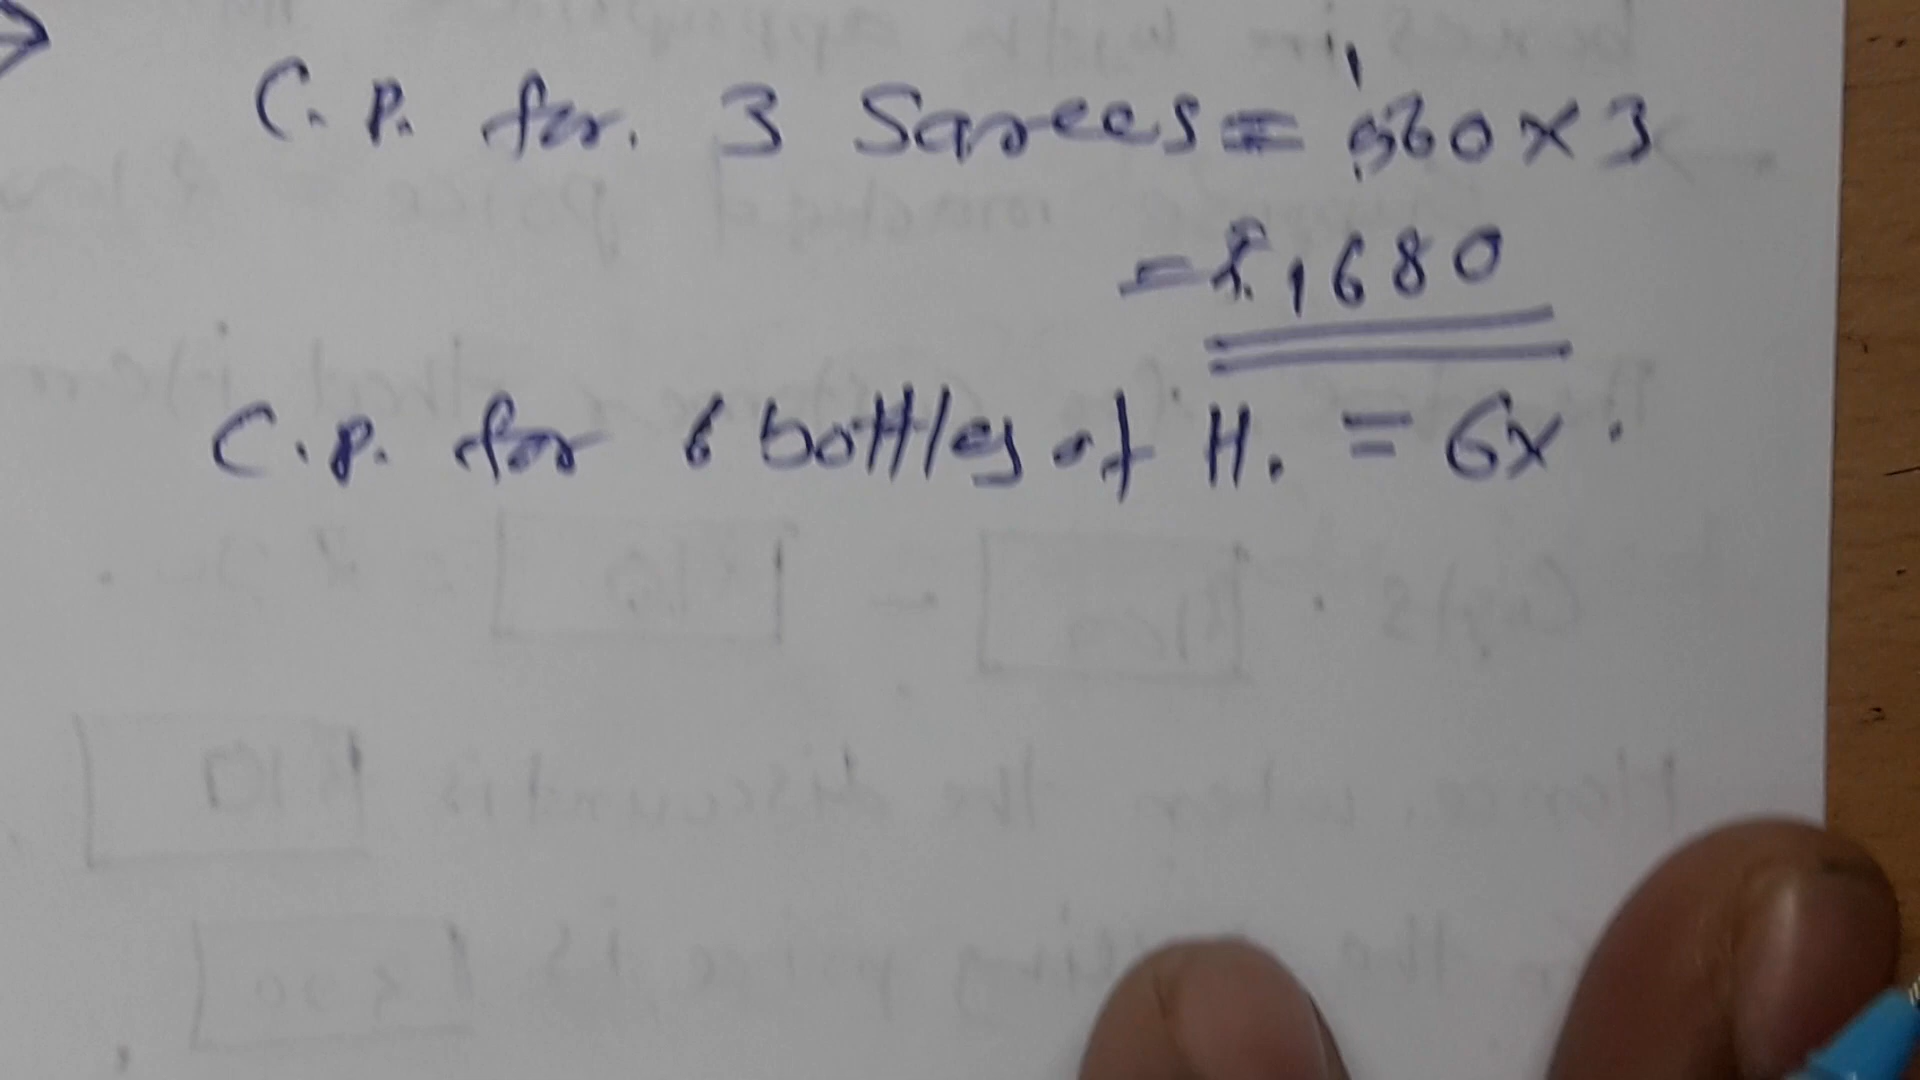 C.P. for. 3 Sarees = 560 × 3
= ₹. 1680
C.P. for 6 bottles of H. = 6x